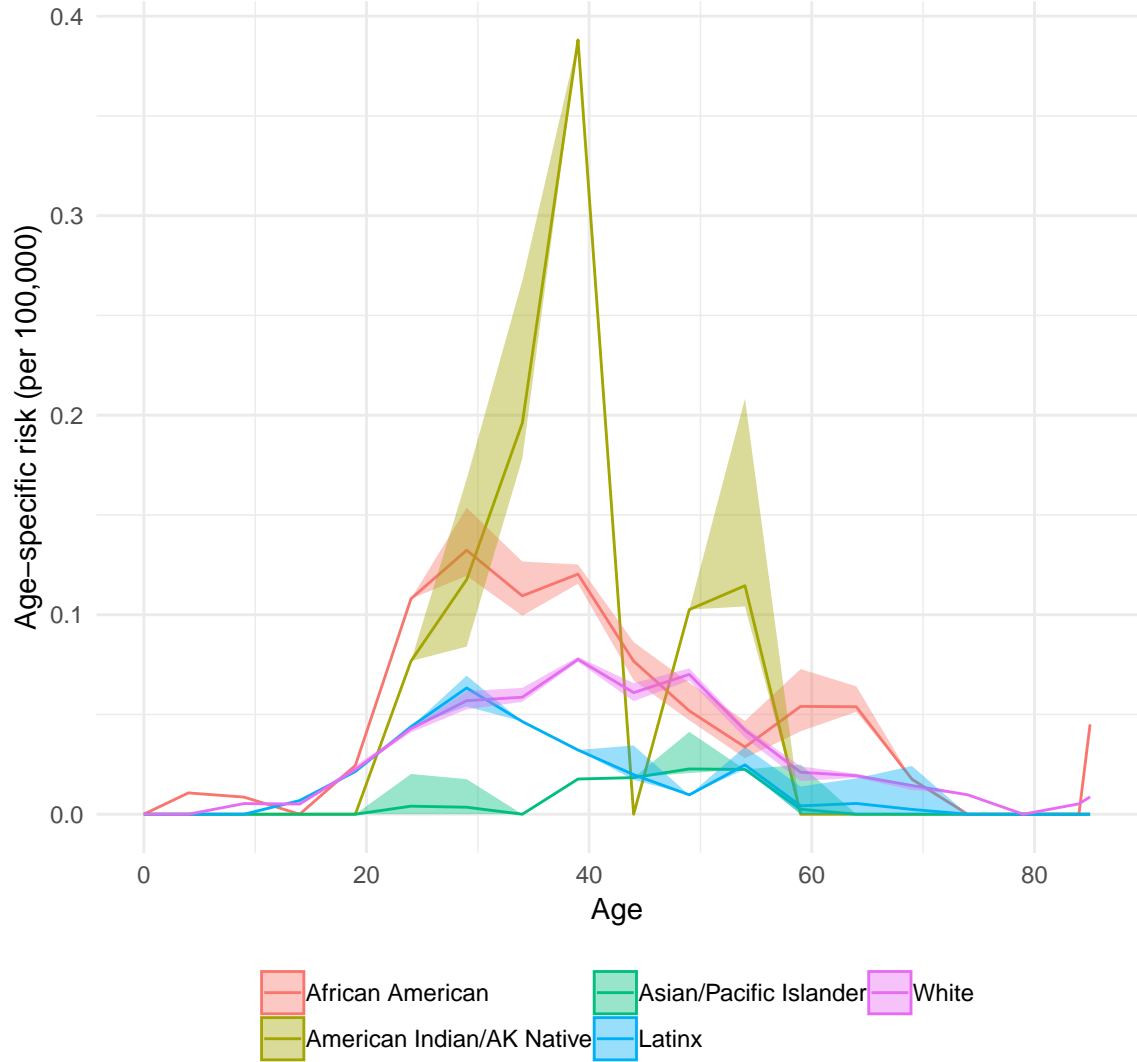 0.4
0.3
0.2
0.1
0.0
Age−specific risk (per 100,000)
0 20 40 60 80
Age
African American Asian/Pacific Islander White
American Indian/AK Native Latinx